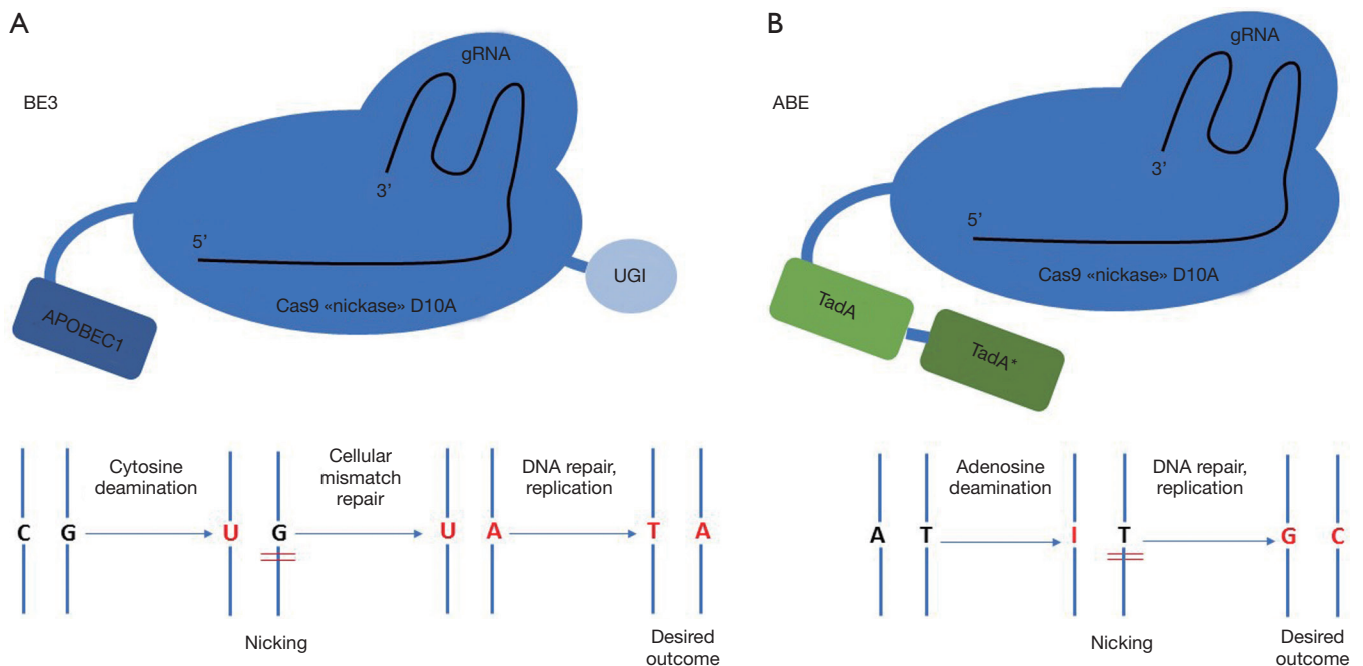 A
BE3
gRNA
3’
5’
Cas9 «nickase» D10A
UGI
APOBEC1
C G
Cytosine
deamination
U G
Nicking
Cellular
mismatch
repair
U A
DNA repair,
replication
T A
Desired
outcome
B
ABE
gRNA
3’
5’
Cas9 «nickase» D10A
TadA
TadA*
A T
Adenosine
deamination
I T
Nicking
DNA repair,
replication
G C
Desired
outcome